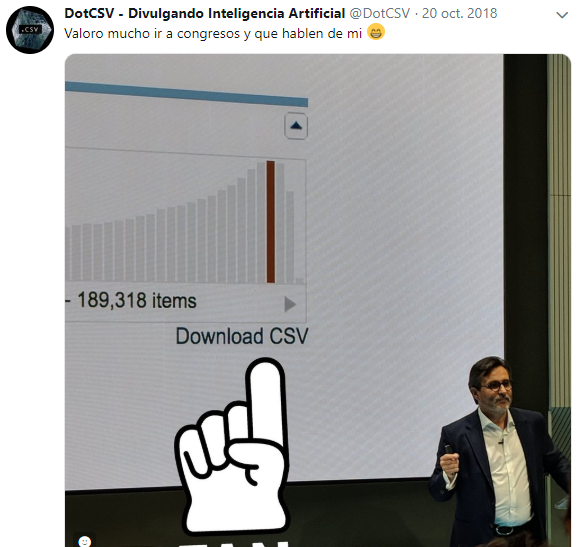 DotCSV - Divulgando Inteligencia Artificial @DotCSV · 20 oct. 2018
Valoro mucho ir a congresos y que hablen de mi 😄
.CSV
- 189,318 items
Download CSV